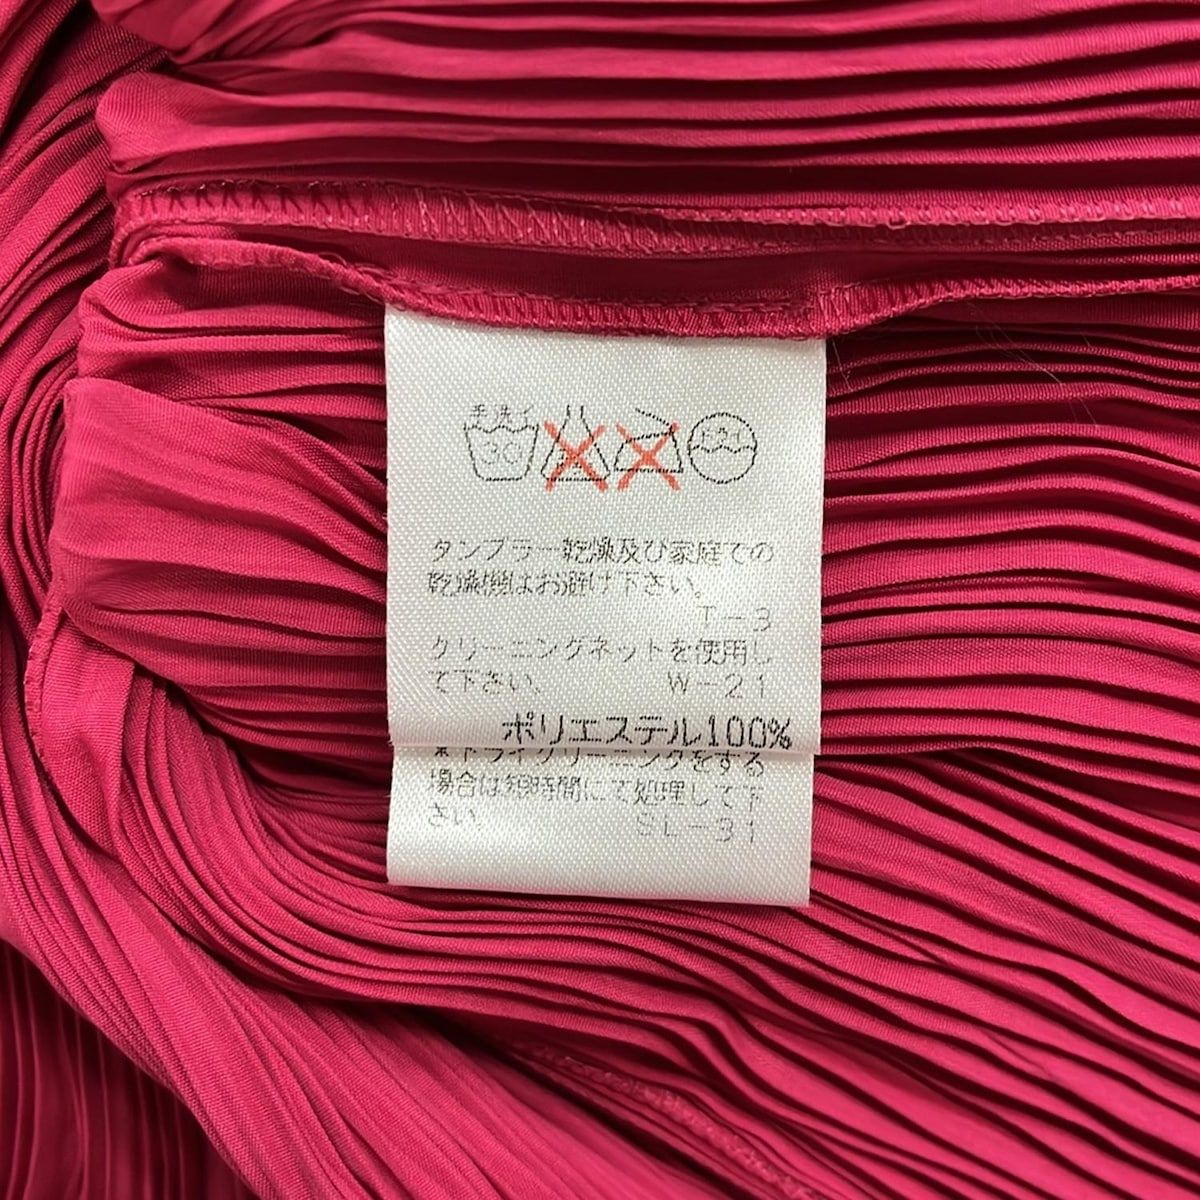 手洗イ
30
セキユ系
タンブラー乾燥及び家庭での
乾燥機はお避け下さい。
T-3
クリーニングネットを使用し
て下さい。 W-21
ポリエステル100%
*ドライクリーニングをする
場合は短時間にて処理して下
さい。 SL-31